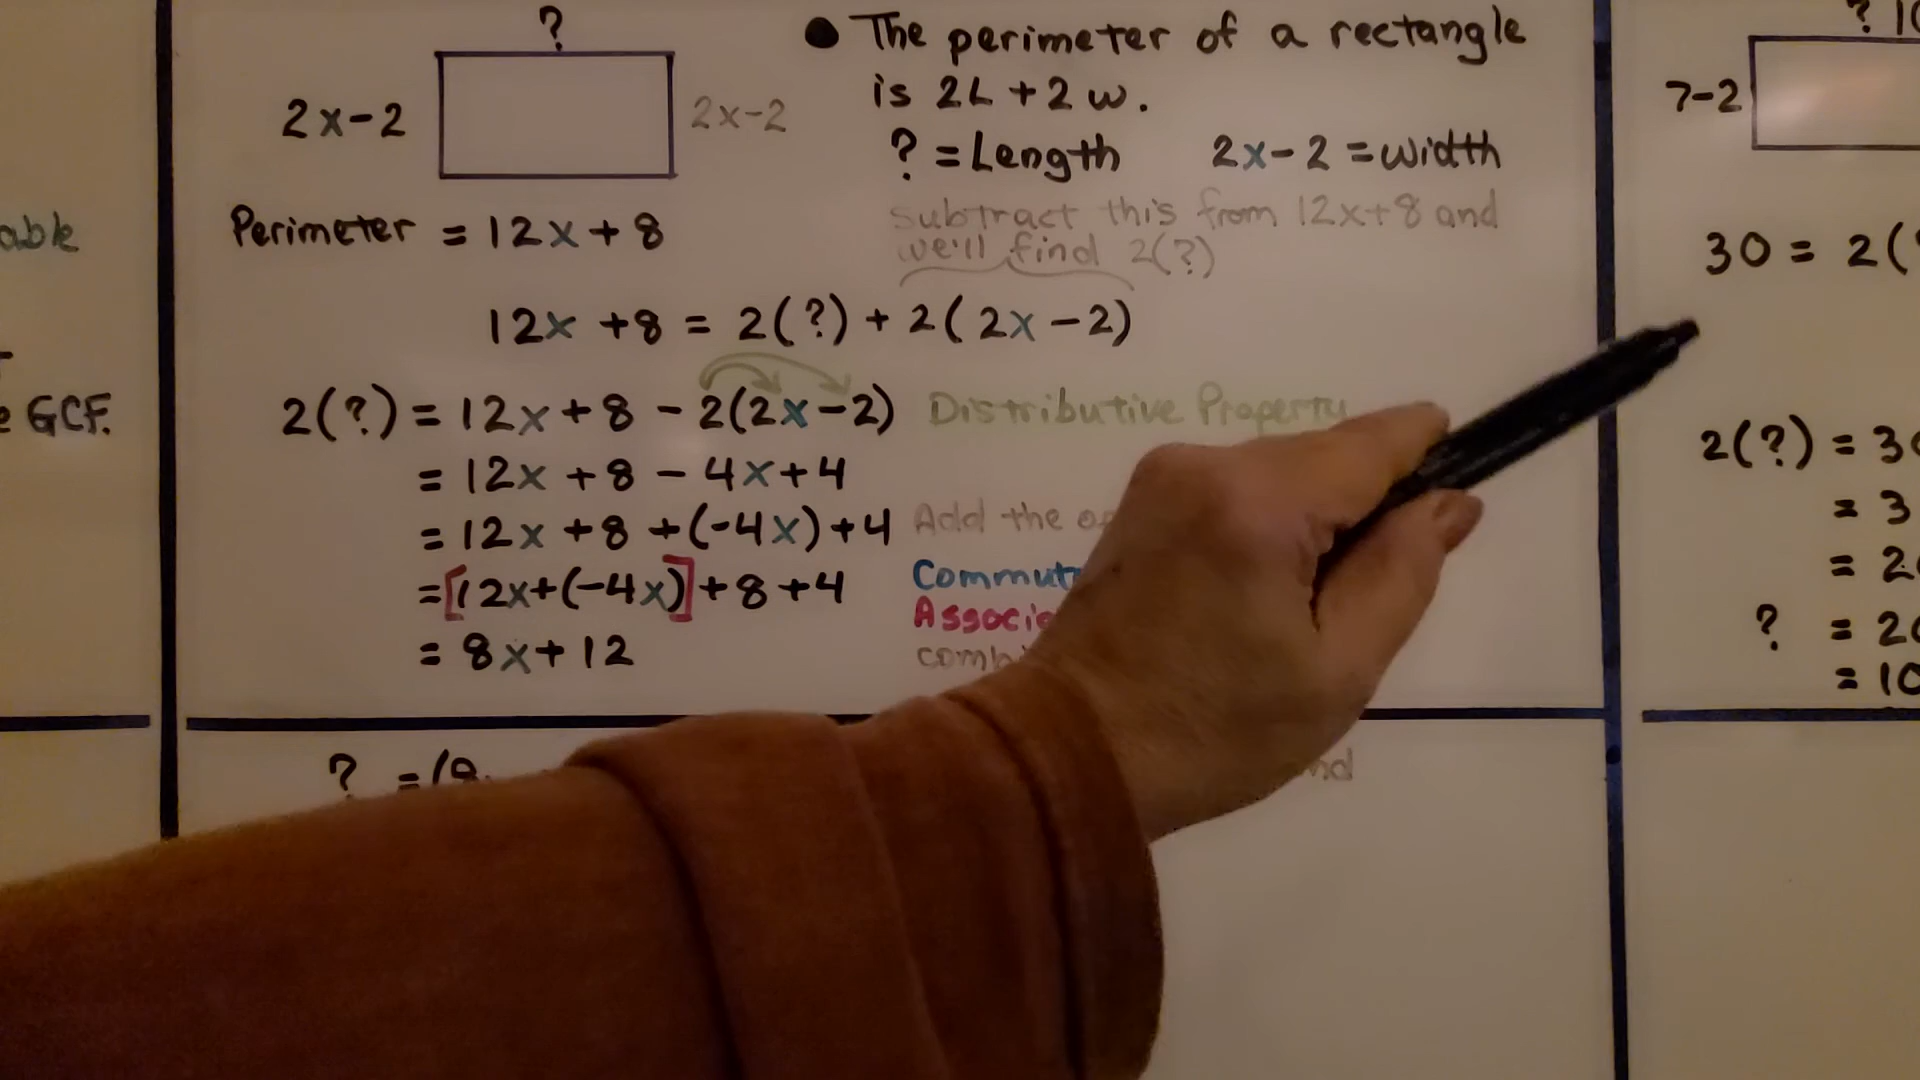 ?
2x-2 2x-2
Perimeter = 12x+8
• The perimeter of a rectangle
is 2L + 2w.
? = Length 2x-2 = width
subtract this from 12x+8 and
we'll find 2(?)
12x +8 = 2(?) + 2(2x-2)
2(?) = 12x+8 - 2(2x-2) Distributive Property
= 12x +8 - 4x+4
= 12x +8 +(-4x)+4 Add the
=[12x+(-4x)]+8+4
= 8x+12
? =
GCF.
? 10
7-2
30 = 2(
2(?) =
= 3
= 2
? = 2
= 10